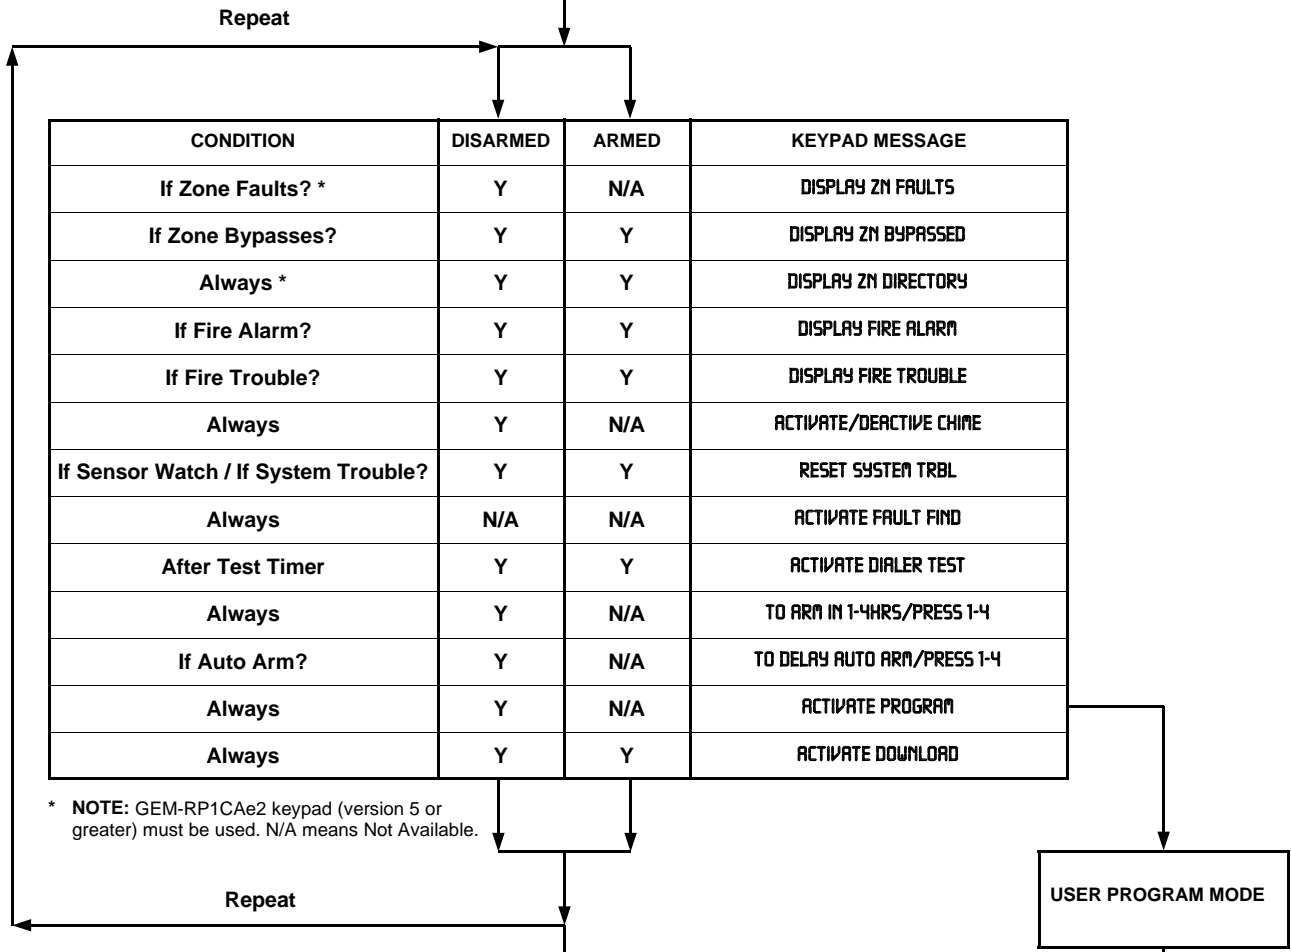 Repeat
CONDITION DISARMED ARMED KEYPAD MESSAGE
If Zone Faults? * Y N/A DISPLAY ZN FAULTS
If Zone Bypasses? Y Y DISPLAY ZN BYPASSED
Always * Y Y DISPLAY ZN DIRECTORY
If Fire Alarm? Y Y DISPLAY FIRE ALARM
If Fire Trouble? Y Y DISPLAY FIRE TROUBLE
Always Y N/A ACTIVATE/DEACTIVE CHIME
If Sensor Watch / If System Trouble? Y Y RESET SYSTEM TRBL
Always N/A N/A ACTIVATE FAULT FIND
After Test Timer Y Y ACTIVATE DIALER TEST
Always Y N/A TO ARM IN 1-4HRS/PRESS 1-4
If Auto Arm? Y N/A TO DELAY AUTO ARM/PRESS 1-4
Always Y N/A ACTIVATE PROGRAM
Always Y Y ACTIVATE DOWNLOAD
* NOTE: GEM-RP1CAe2 keypad (version 5 or
greater) must be used. N/A means Not Available.
Repeat
USER PROGRAM MODE